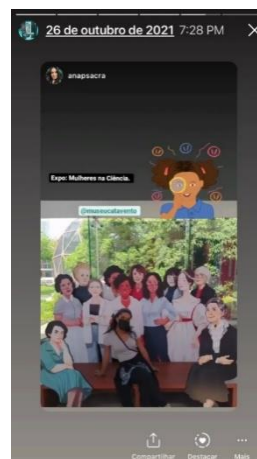 26 de outubro de 2021 7:28 PM
anapsacra
Expo: Mulheres na Ciência.
@museucatavento
Compartilhar Destacar Mais